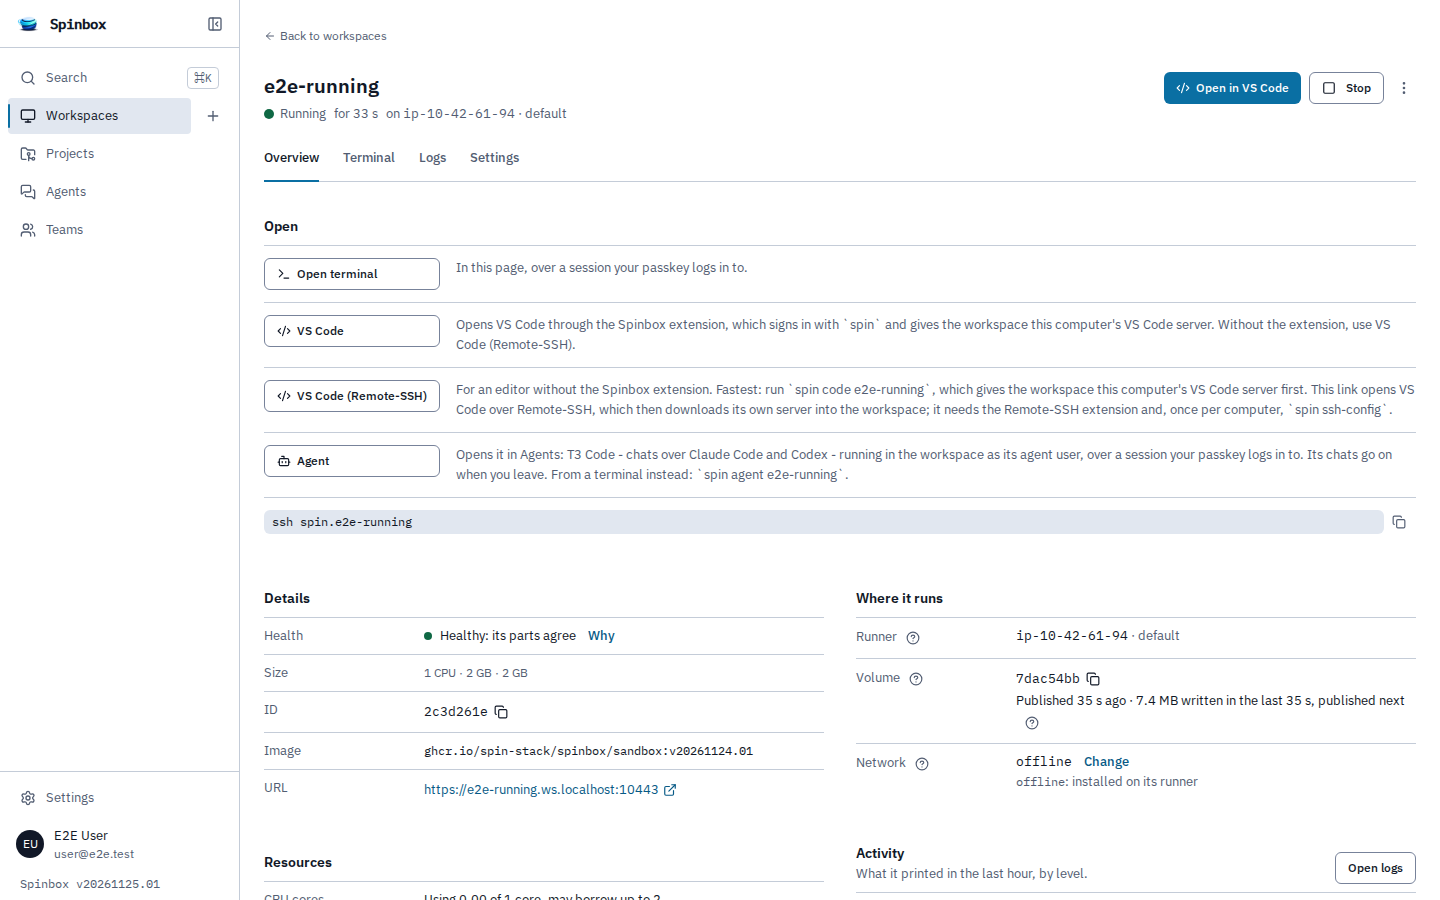 Spinbox
Search
⌘K
Workspaces
Projects
Agents
Teams
Settings
EU
E2E User
user@e2e.test
Spinbox v20261125.01
Back to workspaces
e2e-running
Running for 33 s on ip-10-42-61-94 · default
Open in VS Code
Stop
Overview
Terminal
Logs
Settings
Open
Open terminal
In this page, over a session your passkey logs in to.
VS Code
Opens VS Code through the Spinbox extension, which signs in with `spin` and gives the workspace this computer's VS Code server. Without the extension, use VS
Code (Remote-SSH).
VS Code (Remote-SSH)
For an editor without the Spinbox extension. Fastest: run `spin code e2e-running`, which gives the workspace this computer's VS Code server first. This link opens VS
Code over Remote-SSH, which then downloads its own server into the workspace; it needs the Remote-SSH extension and, once per computer, `spin ssh-config`.
Agent
Opens it in Agents: T3 Code - chats over Claude Code and Codex - running in the workspace as its agent user, over a session your passkey logs in to. Its chats go on
when you leave. From a terminal instead: `spin agent e2e-running`.
ssh spin.e2e-running
Details
Health
Healthy: its parts agree Why
Size
1 CPU · 2 GB · 2 GB
ID
2c3d261e
Image
ghcr.io/spin-stack/spinbox/sandbox:v20261124.01
URL
https://e2e-running.ws.localhost:10443
Where it runs
Runner
ip-10-42-61-94 · default
Volume
7dac54bb
Published 35 s ago · 7.4 MB written in the last 35 s, published next
Network
offline Change
offline: installed on its runner
Resources
CPU cores
Using 0.00 of 1 core, may borrow up to 2
Activity
What it printed in the last hour, by level.
Open logs